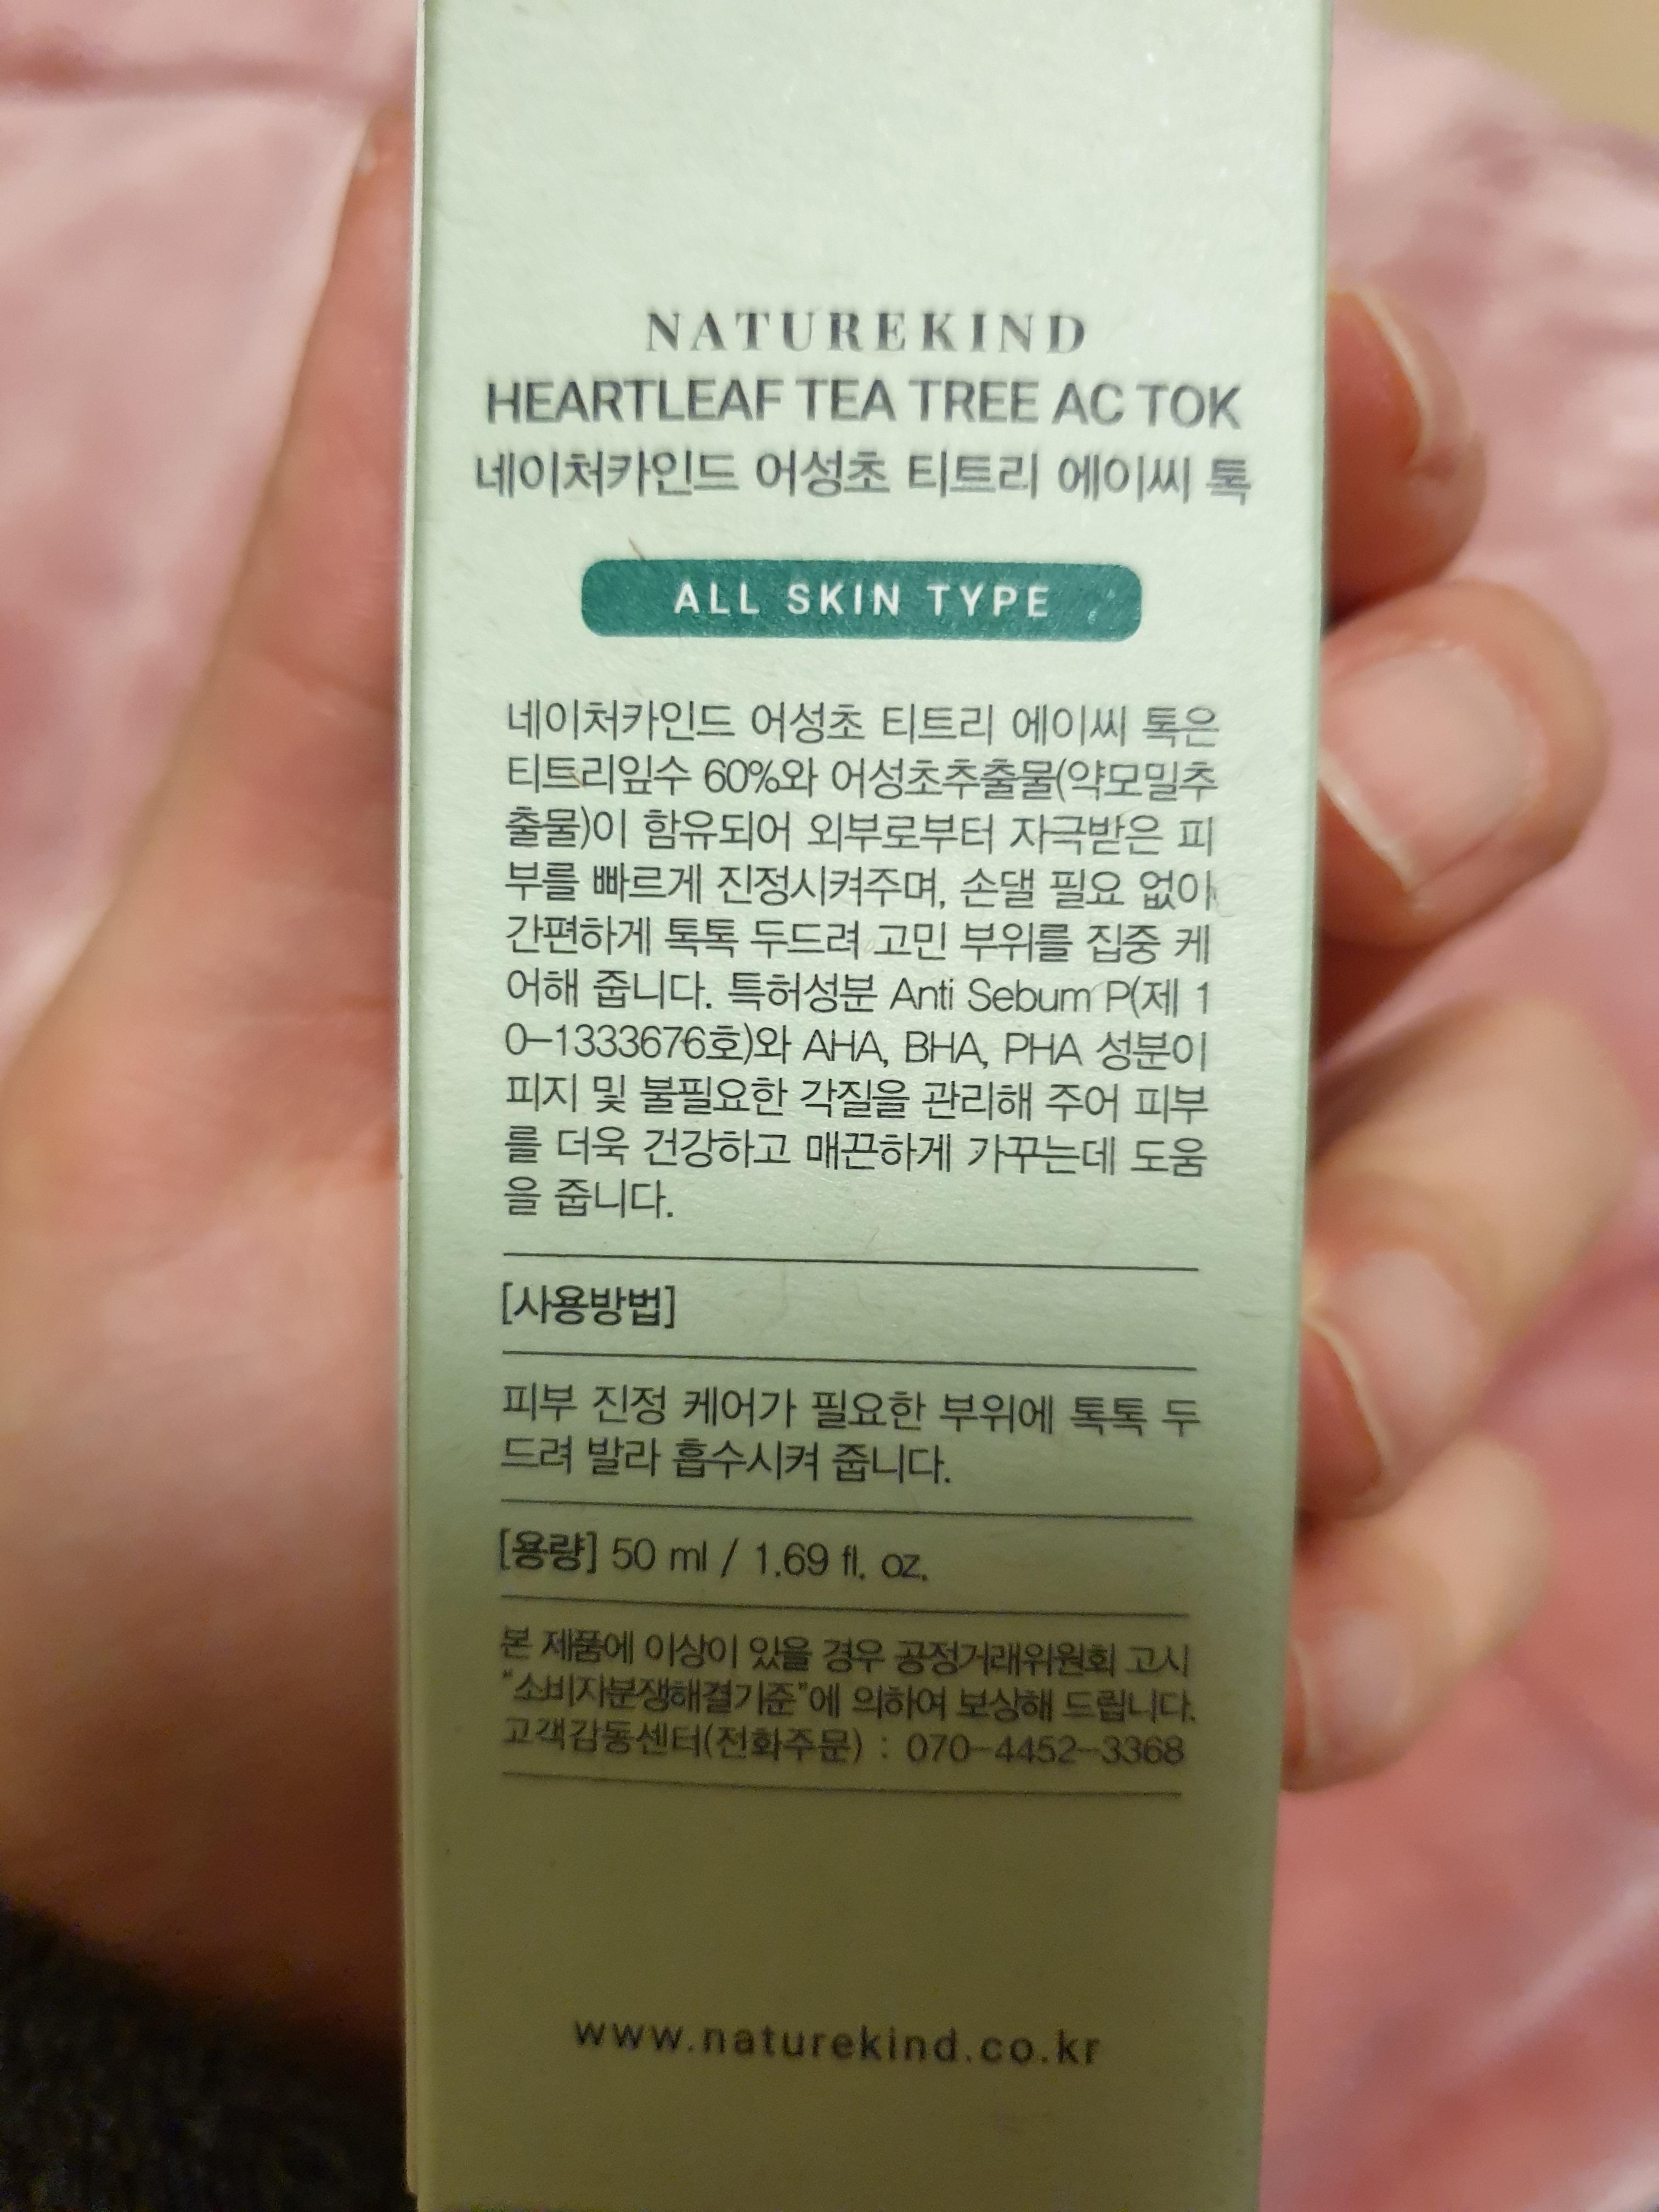 NATUREKIND
HEARTLEAF TEA TREE AC TOK
네이처카인드 어성초 티트리 에이씨 톡
ALL SKIN TYPE
네이처카인드 어성초 티트리 에이씨 톡은
티트리잎수 60%와 어성초추출물(약모밀추
출물)이 함유되어 외부로부터 자극받은 피
부를 빠르게 진정시켜주며, 손댈 필요 없이
간편하게 톡톡 두드려 고민 부위를 집중 케
어해 줍니다. 특허성분 Anti Sebum P(제 1
0-1333676호)와 AHA, BHA, PHA 성분이
피지 및 불필요한 각질을 관리해 주어 피부
를 더욱 건강하고 매끈하게 가꾸는데 도움
을 줍니다.
[사용방법]
피부 진정 케어가 필요한 부위에 톡톡 두
드려 발라 흡수시켜 줍니다.
[용량] 50 ml / 1.69 fl. oz.
본 제품에 이상이 있을 경우 공정거래위원회 고시
"소비자분쟁해결기준"에 의하여 보상해 드립니다.
고객감동센터(전화주문) : 070-4452-3368
www.naturekind.co.kr